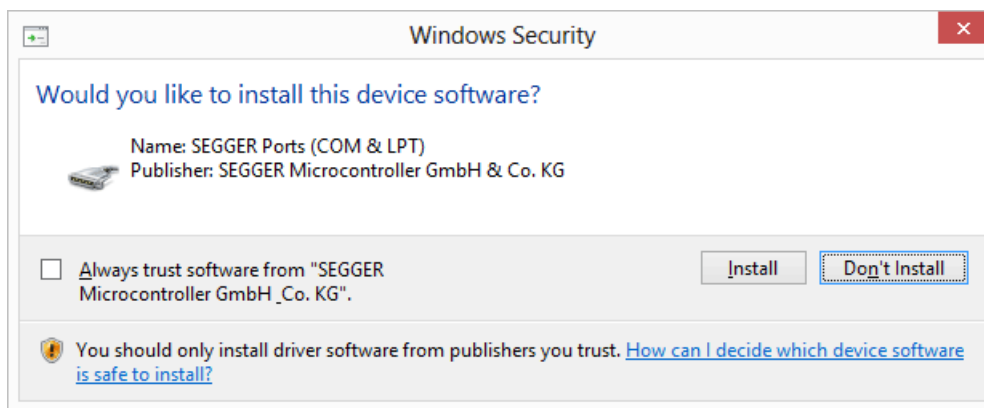 Windows Security
Would you like to install this device software?
Name: SEGGER Ports (COM & LPT)
Publisher: SEGGER Microcontroller GmbH & Co. KG
Always trust software from "SEGGER
Microcontroller GmbH _Co. KG".
Install
Don't Install
You should only install driver software from publishers you trust. How can I decide which device software
is safe to install?